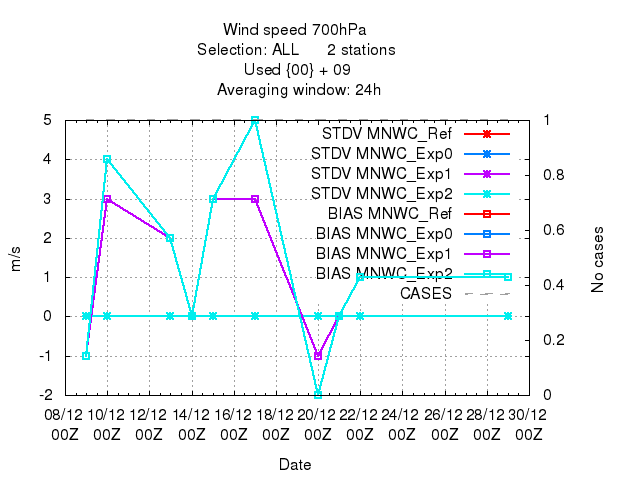 Wind speed 700hPa
Selection: ALL 2 stations
Used {00} + 09
Averaging window: 24h
5 1
STDV MNWC_Ref
STDV MNWC_Exp0
4
STDV MNWC_Exp1
0.8
STDV MNWC_Exp2
3
BIAS MNWC_Ref
0.6
BIAS MNWC_Exp0
2
BIAS MNWC_Exp1
m/s
No cases
BIAS MNWC_Exp2
1
0.4
CASES
0
0.2
-1
-2 0
08/12 10/12 12/12 14/12 16/12 18/12 20/12 22/12 24/12 26/12 28/12 30/12
00Z 00Z 00Z 00Z 00Z 00Z 00Z 00Z 00Z 00Z 00Z 00Z
Date